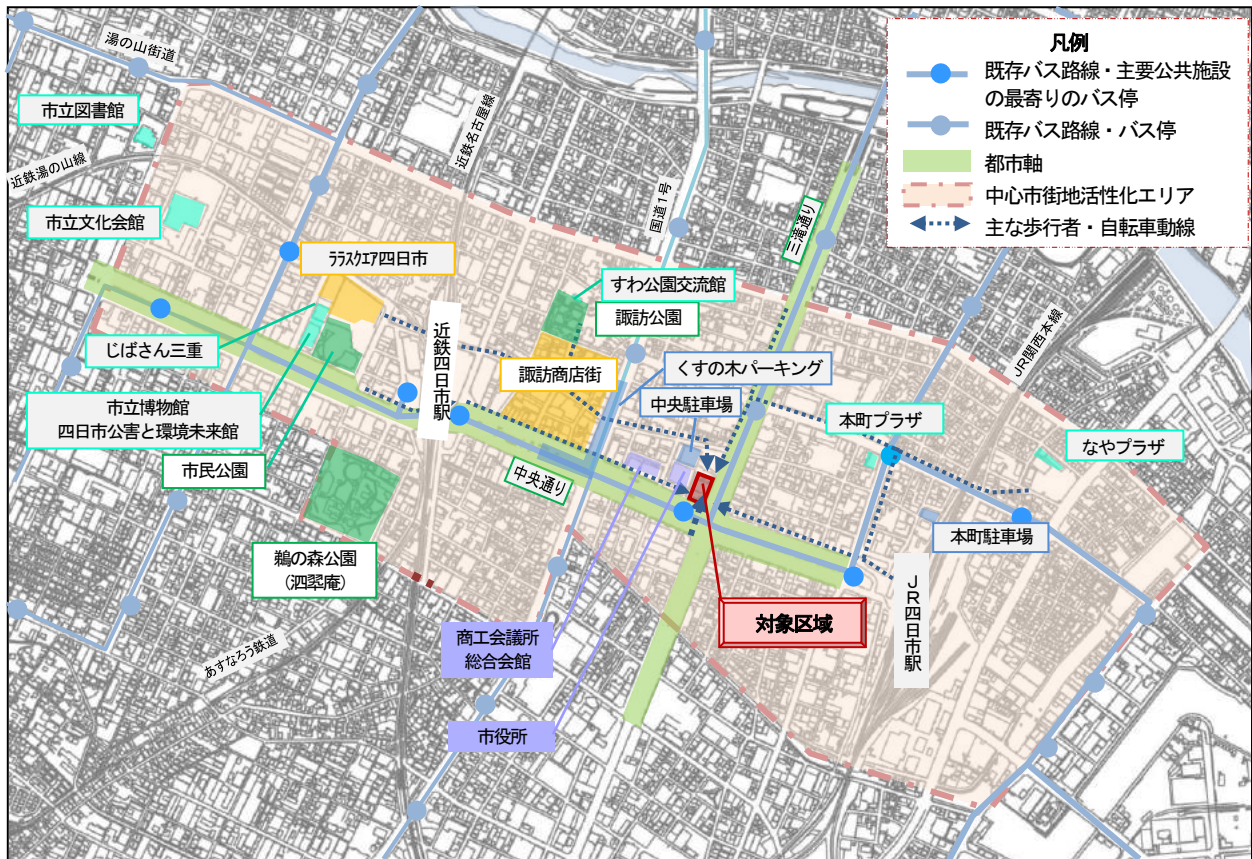 凡例
既存バス路線・主要公共施設
の最寄りのバス停
既存バス路線・バス停
都市軸
中心市街地活性化エリア
主な歩行者・自転車動線
湯の山街道
市立図書館
近鉄湯の山線
近鉄名古屋線
国道1号
三滝通り
市立文化会館
ララスクエア四日市
すわ公園交流館
諏訪公園
JR関西本線
じばさん三重
近鉄四日市駅
諏訪商店街
くすの木パーキング
中央駐車場
本町プラザ
なやプラザ
市立博物館
四日市公害と環境未来館
市民公園
中央通り
本町駐車場
鵜の森公園
(泗翠庵)
対象区域
JR四日市駅
商工会議所
総合会館
あすなろう鉄道
市役所